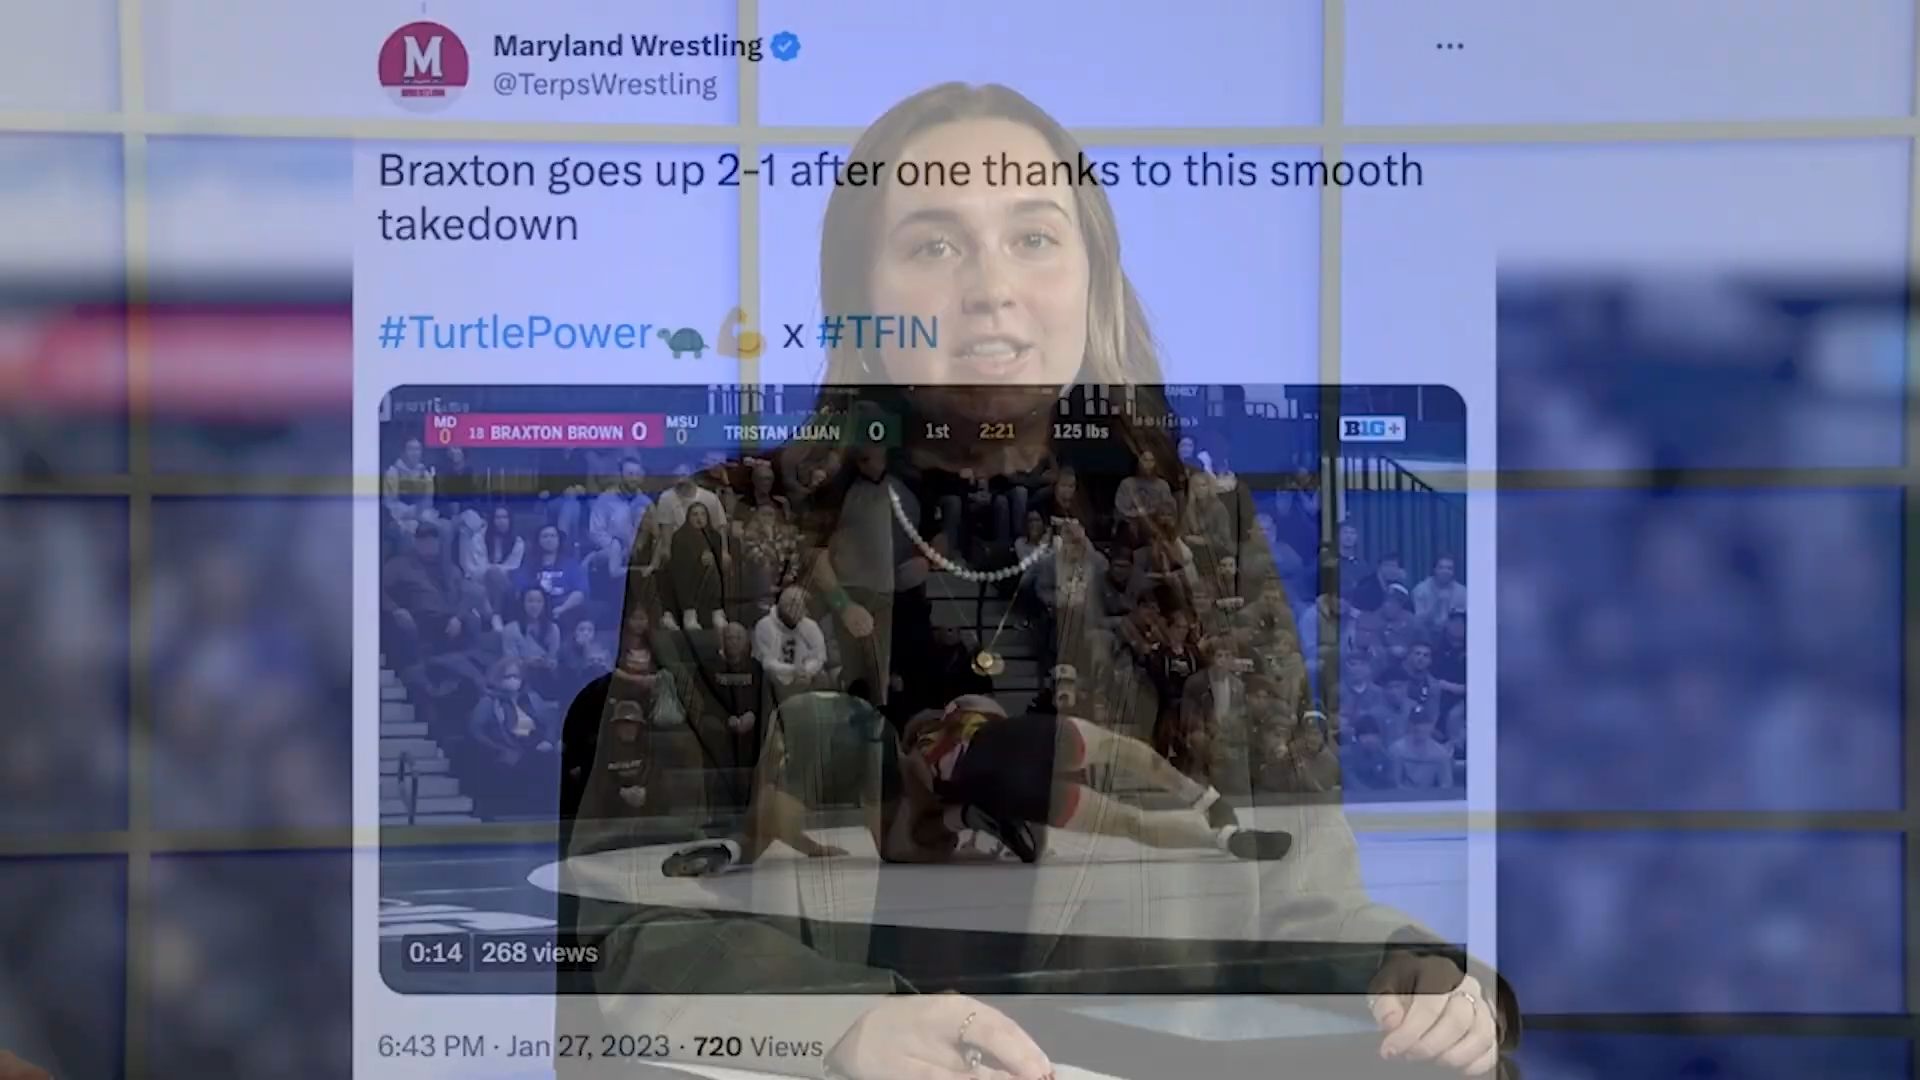 M
Maryland Wrestling
@TerpsWrestling
Braxton goes up 2-1 after one thanks to this smooth
takedown
#TurtlePower🐢💪 x #TFIN
MD 0 18 BRAXTON BROWN 0 MSU 0 TRISTAN LUJAN 0 1st 2:21 125 lbs B1G+
0:14 268 views
6:43 PM · Jan 27, 2023 · 720 Views